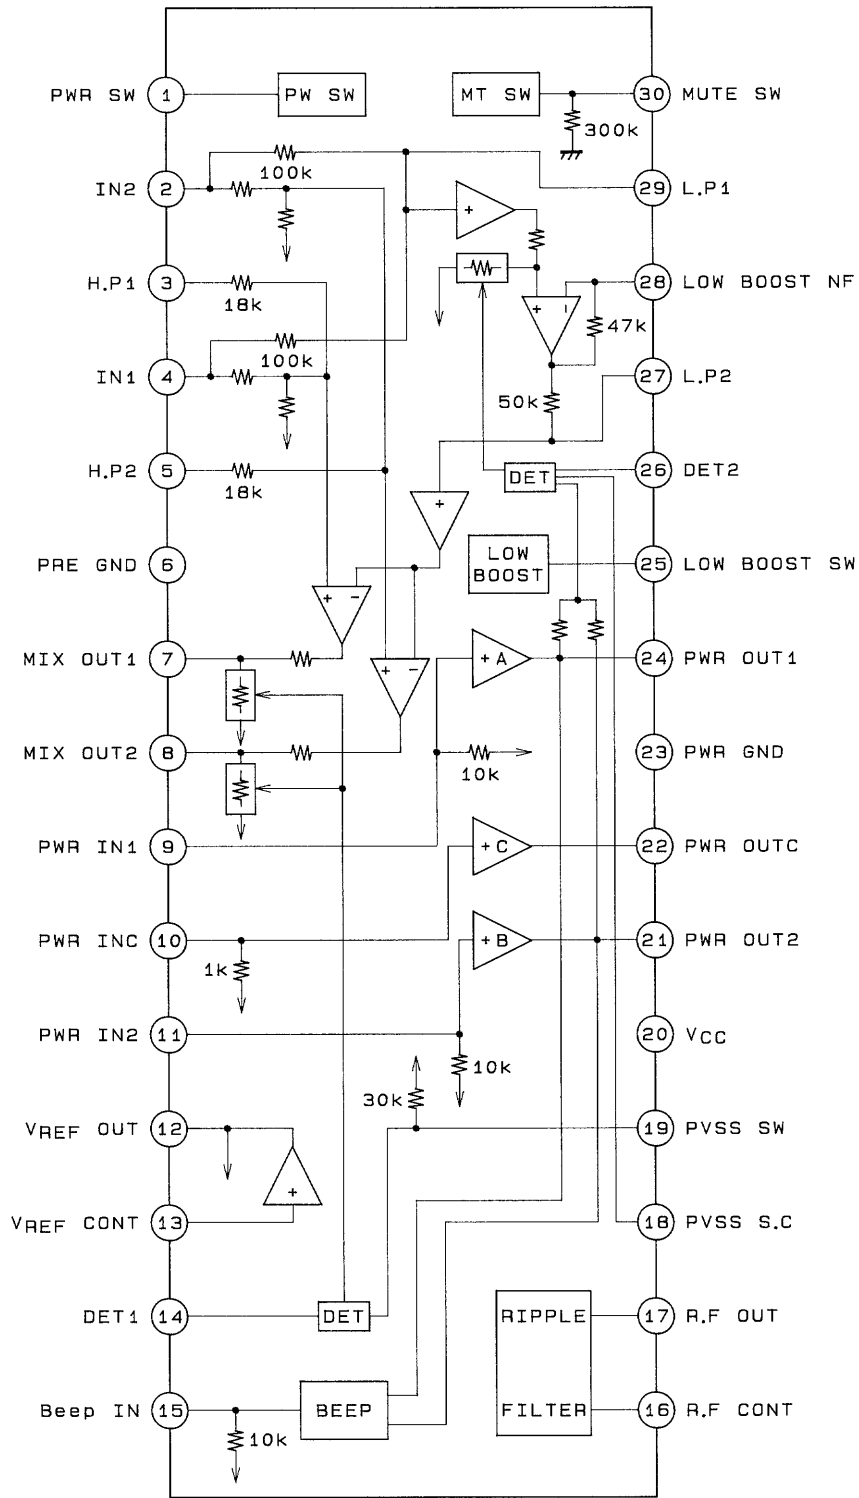 PWR SW 1 PW SW MT SW 30 MUTE SW
300k
100k
IN2 2 + 29 L.P1
H.P1 3 + - 28 LOW BOOST NF
18k 47k
100k
IN1 4 50k 27 L.P2
H.P2 5 DET 26 DET2
18k +
PRE GND 6 LOW BOOST 25 LOW BOOST SW
+ -
MIX OUT1 7 + - +A 24 PWR OUT1
MIX OUT2 8 10k 23 PWR GND
PWR IN1 9 +C 22 PWR OUTC
PWR INC 10 +B 21 PWR OUT2
1k
PWR IN2 11 20 VCC
10k
30k
VREF OUT 12 19 PVSS SW
+
VREF CONT 13 18 PVSS S.C
DET1 14 DET RIPPLE 17 R.F OUT
Beep IN 15 BEEP FILTER 16 R.F CONT
10k